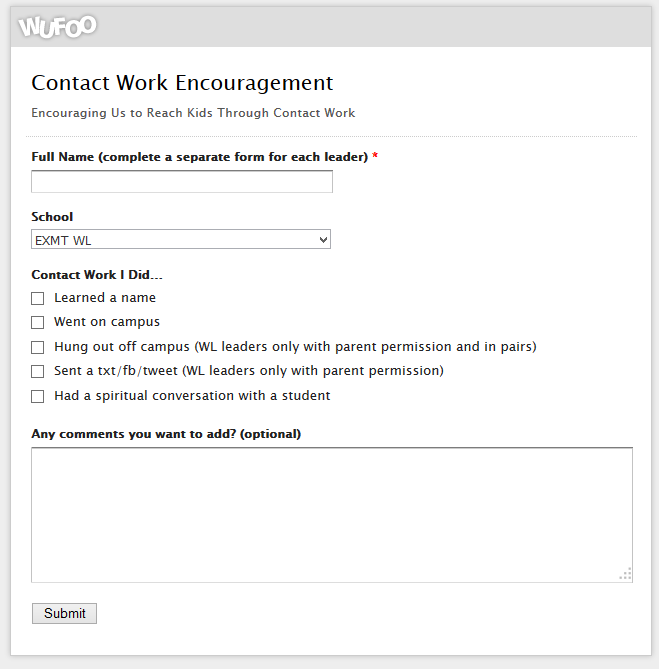 WUFOO
Contact Work Encouragement
Encouraging Us to Reach Kids Through Contact Work
Full Name (complete a separate form for each leader) *
School
EXMT WL
Contact Work I Did...
Learned a name
Went on campus
Hung out off campus (WL leaders only with parent permission and in pairs)
Sent a txt/fb/tweet (WL leaders only with parent permission)
Had a spiritual conversation with a student
Any comments you want to add? (optional)
Submit